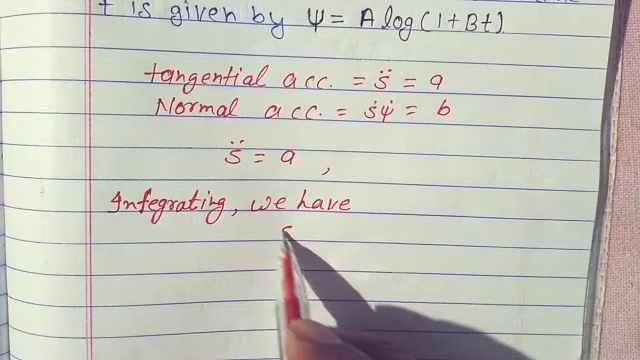 t is given by ψ = A log(1+Bt)
tangential acc. = s̈ = a
Normal acc. = ṡψ̇ = b
s̈ = a ,
Integrating, we have